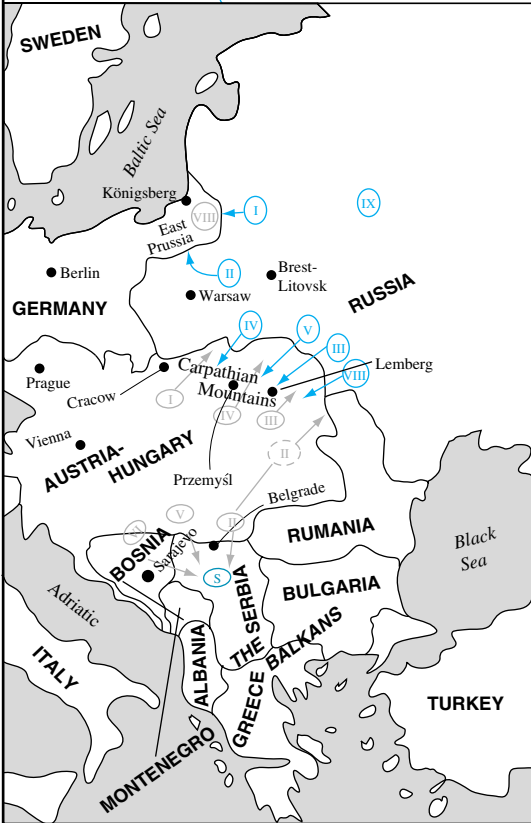 SWEDEN
Baltic Sea
Königsberg
VIII
I
IX
East
Prussia
II
Berlin
Brest-
Litovsk
Warsaw
RUSSIA
GERMANY
IV
V
III
Prague
Carpathian
Mountains
Lemberg
VIII
Cracow
I
IV
III
Vienna
AUSTRIA-
HUNGARY
II
Przemyśl
Belgrade
V
VI
II
RUMANIA
Black
Sea
BOSNIA
Sarajevo
S
BULGARIA
Adriatic
THE SERBIA
BALKANS
ITALY
ALBANIA
GREECE
TURKEY
MONTENEGRO